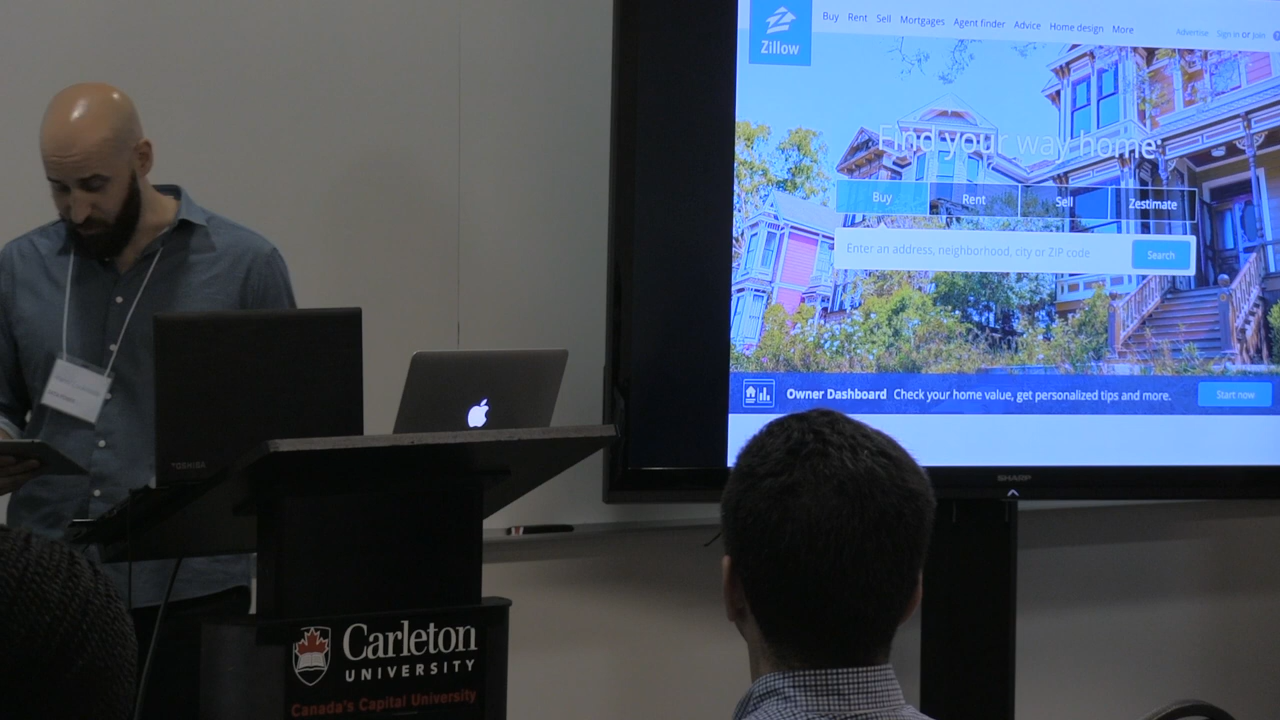 Zillow
Buy Rent Sell Mortgages Agent finder Advice Home design More
Advertise Sign in or Join
Find your way home
Buy Rent Sell Zestimate
Enter an address, neighborhood, city or ZIP code Search
Owner Dashboard Check your home value, get personalized tips and more. Start now
SHARP
TOSHIBA
Carleton
UNIVERSITY
Canada's Capital University